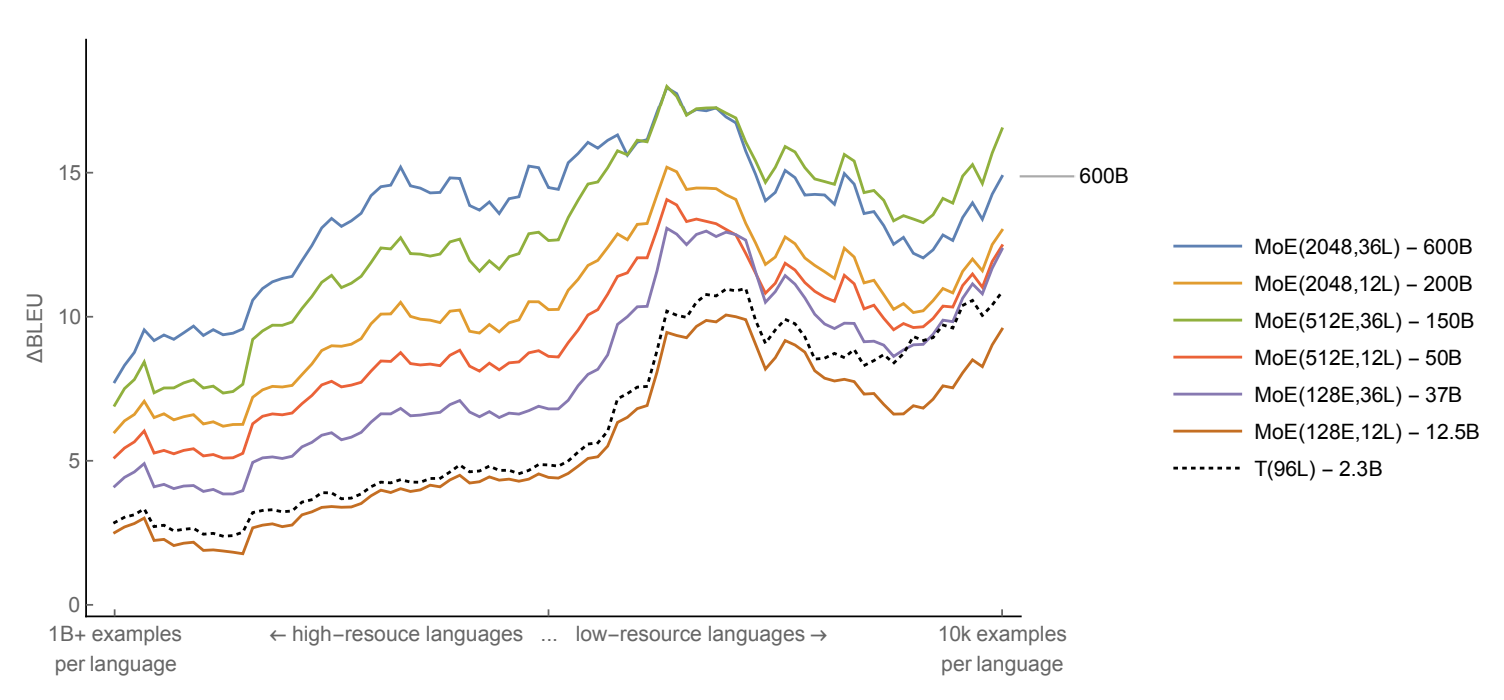 ΔBLEU
15
10
5
0
1B+ examples
per language
← high−resouce languages ... low−resource languages →
10k examples
per language
600B
MoE(2048,36L) − 600B
MoE(2048,12L) − 200B
MoE(512E,36L) − 150B
MoE(512E,12L) − 50B
MoE(128E,36L) − 37B
MoE(128E,12L) − 12.5B
T(96L) − 2.3B